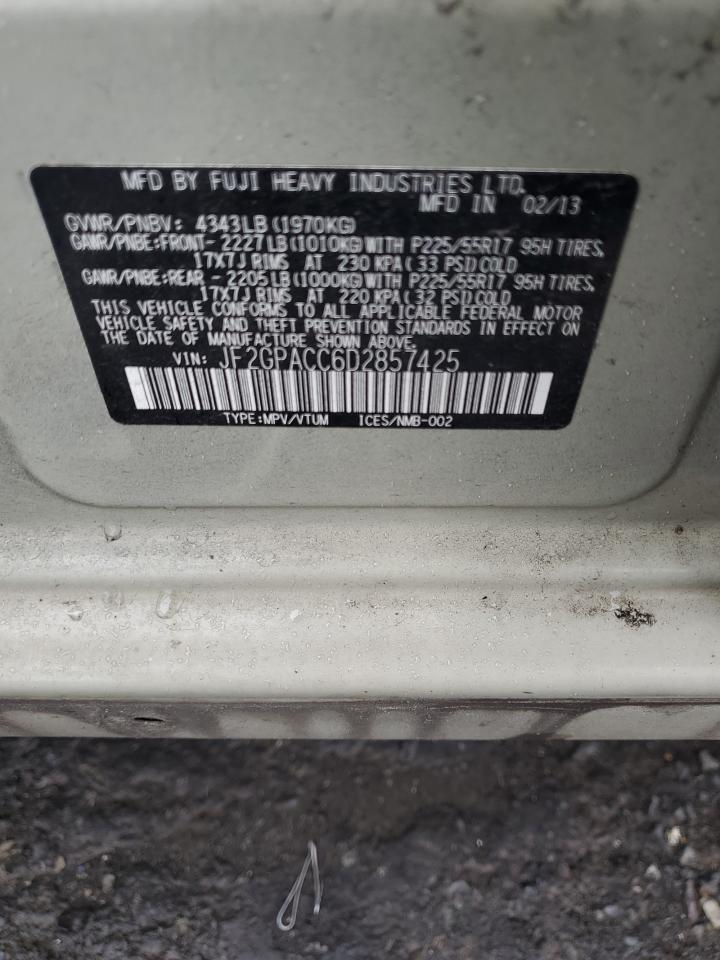 MFD BY FUJI HEAVY INDUSTRIES LTD.
MFD IN 02/13
GVWR/PNBV: 4343LB(1970KG)
GAWR/PNBE:FRONT- 2227LB(1010KG)WITH P225/55R17 95H TIRES,
17X7J RIMS AT 230 KPA(33 PSI)COLD
GAWR/PNBE:REAR - 2205LB(1000KG)WITH P225/55R17 95H TIRES,
17X7J RIMS AT 220 KPA(32 PSI)COLD
THIS VEHICLE CONFORMS TO ALL APPLICABLE FEDERAL MOTOR
VEHICLE SAFETY AND THEFT PREVENTION STANDARDS IN EFFECT ON
THE DATE OF MANUFACTURE SHOWN ABOVE.
VIN: JF2GPACC6D2857425
TYPE:MPV/VTUM ICES/NMB-002